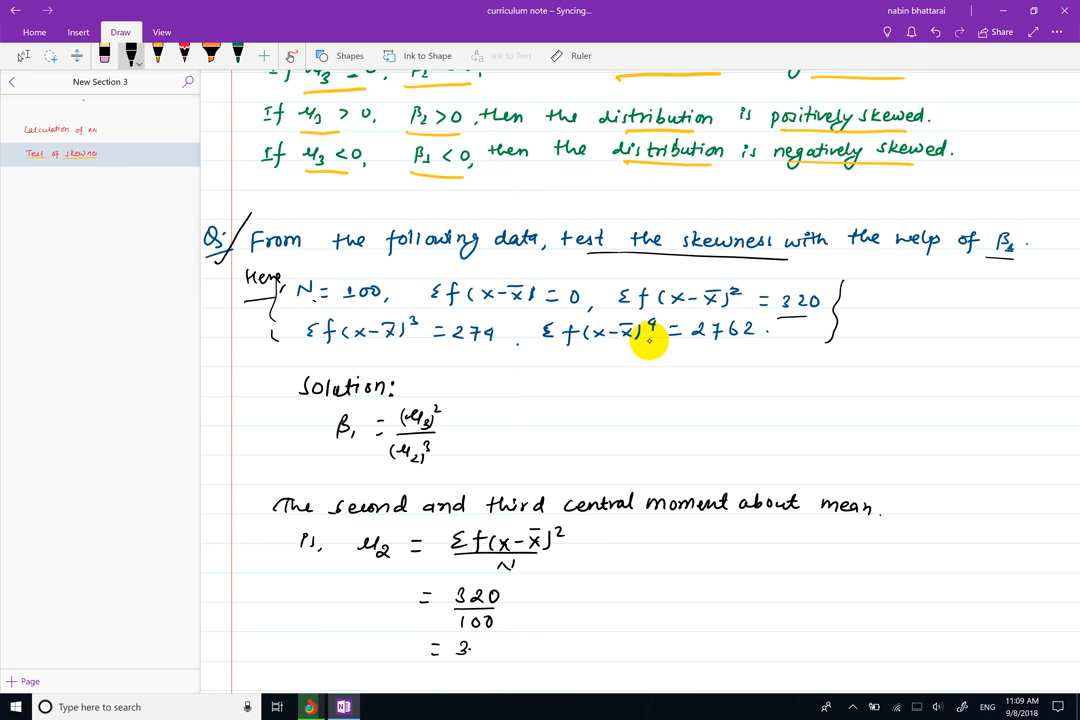 curriculum note - Syncing...
nabin bhattarai
Home Insert Draw View
Share
Shapes Ink to Shape Ink to Text Ruler
New Section 3
Calculation of
Test of skewne
If μ3 > 0, β2 > 0, then the distribution is positively skewed.
If μ3 < 0, β1 < 0, then the distribution is negatively skewed.
Q: From the following data, test the skewness with the help of β1.
Here,
N = 100, Σf(x-x̄) = 0, Σf(x-x̄)² = 320
Σf(x-x̄)³ = 274, Σf(x-x̄)⁴ = 2762.
Solution:
β1 = (μ3)² / (μ2)³
The second and third central moment about mean.
is, μ2 = Σf(x-x̄)² / N
= 320 / 100
= 3.
Page
Type here to search
ENG
11:09 AM
9/8/2018